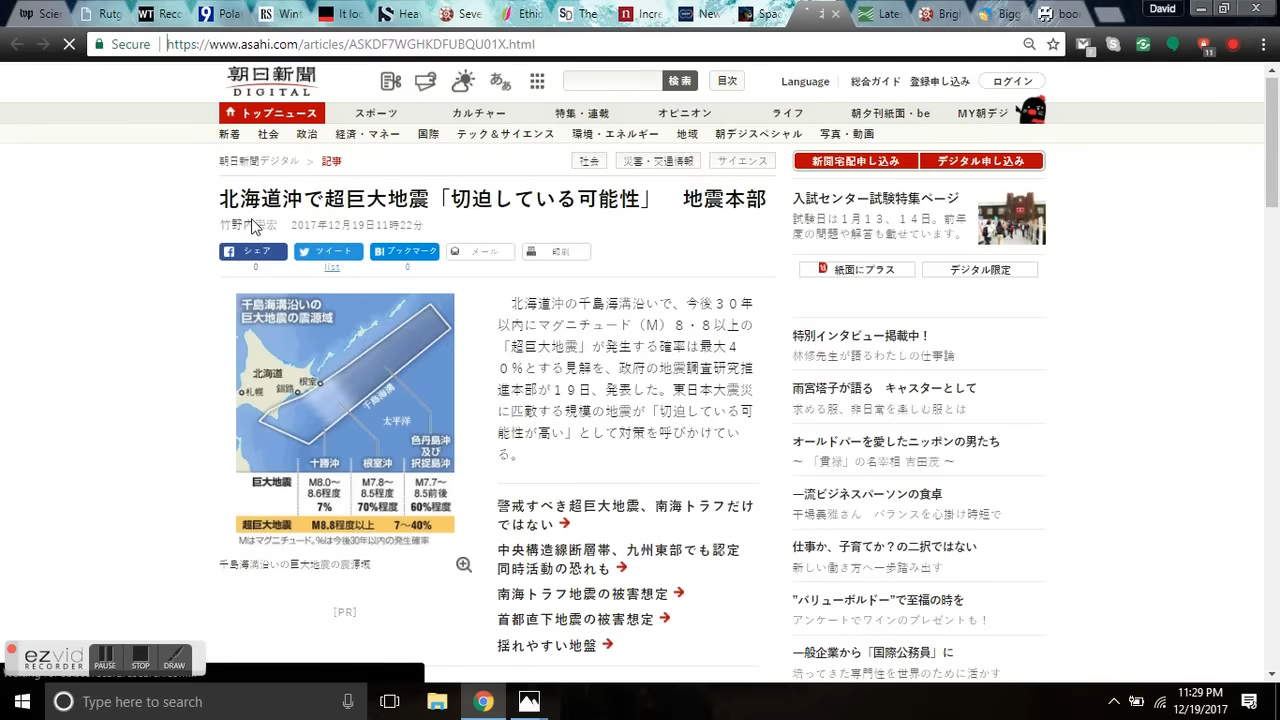 Scien
Rutg
WT
Reco
Polo
RS
Wint
It lo
Hea
Seve
Ethic
SD
The
Incre
New
Spac
Late
Brig
Bigg
boo
David
Secure
https://www.asahi.com/articles/ASKDF7WGHKDFUBQU01X.html
11
朝日新聞
DIGITAL
検索
目次
Language
総合ガイド
登録申し込み
ログイン
トップニュース
スポーツ
カルチャー
特集・連載
オピニオン
ライフ
朝夕刊紙面・be
MY朝デジ
新着
社会
政治
経済・マネー
国際
テック＆サイエンス
環境・エネルギー
地域
朝デジスペシャル
写真・動画
朝日新聞デジタル > 記事
社会
災害・交通情報
サイエンス
北海道沖で超巨大地震「切迫している可能性」　地震本部
2017年12月19日11時22分
シェア
ツイート
ブックマーク
メール
印刷
0
list
0
千島海溝沿いの
巨大地震の震源域
北海道
札幌
釧路
根室
千島海溝
太平洋
十勝沖
根室沖
色丹島沖
及び
択捉島沖
巨大地震
M8.0～
8.6程度
7%
M7.8～
8.5程度
70%程度
M7.7～
8.5前後
60%程度
超巨大地震
M8.8程度以上
7～40%
Mはマグニチュード。%は今後30年以内の発生確率
千島海溝沿いの巨大地震の震源域
[PR]
　北海道沖の千島海溝沿いで、今後３０年
以内にマグニチュード（Ｍ）８・８以上の
「超巨大地震」が発生する確率は最大４
０％とする見解を、政府の地震調査研究推
進本部が１９日、発表した。東日本大震災
に匹敵する規模の地震が「切迫している可
能性が高い」として対策を呼びかけてい
る。
警戒すべき超巨大地震、南海トラフだけ
ではない
中央構造線断層帯、九州東部でも認定
同時活動の恐れも
南海トラフ地震の被害想定
首都直下地震の被害想定
揺れやすい地盤
新聞宅配申し込み
デジタル申し込み
入試センター試験特集ページ
試験日は１月１３、１４日。前年
度の問題や解答も載せています。
紙面にプラス
デジタル限定
特別インタビュー掲載中！
林修先生が語るわたしの仕事論
雨宮塔子が語る　キャスターとして
求める服、非日常を楽しむ服とは
オールドパーを愛したニッポンの男たち
～「貫禄」の名宰相 吉田茂～
一流ビジネスパーソンの食卓
干場義雅さん　バランスを心掛け時短で
仕事か、子育てか？の二択ではない
新しい働き方へ一歩踏み出す
”バリューボルドー”で至福の時を
アンケートでワインのプレゼントも！
一般企業から「国際公務員」に
培ってきた専門性を世界のために活かす
ezvid
RECORDER
PAUSE
STOP
DRAW
Type here to search
11:29 PM
12/19/2017